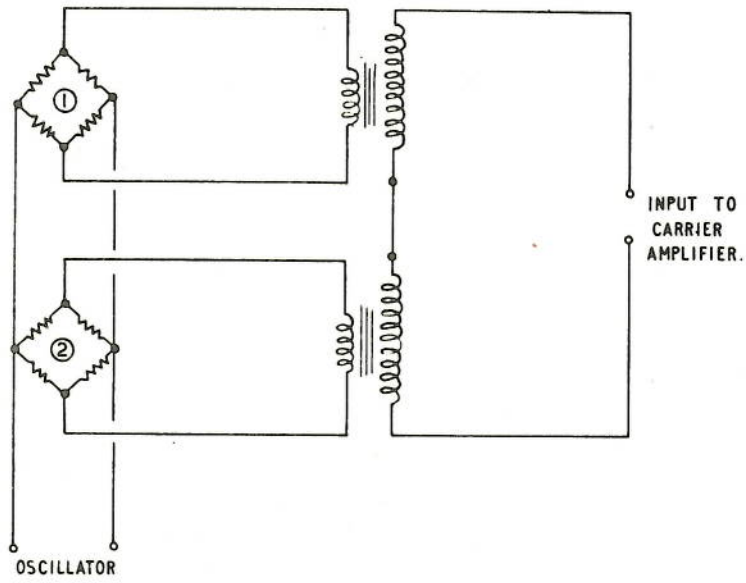 ①
INPUT TO
CARRIER
AMPLIFIER.
②
OSCILLATOR